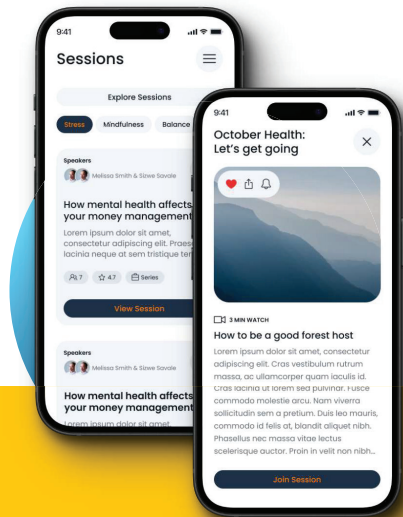 9:41
Sessions
Explore Sessions
Stress Mindfulness Balance
Speakers
Melissa Smith & Sizwe Savale
How mental health affects
your money management
Lorem ipsum dolor sit amet,
consectetur adipiscing elit. Praes
lacinia neque at sem tristique
7 4.7 Series
View Session
Speakers
Melissa Smith & Sizwe Savale
How mental health affects
your money management
Lorem ipsum dolor sit amet,
9:41
October Health:
Let's get going
3 MIN WATCH
How to be a good forest host
Lorem ipsum dolor sit amet, consectetur
adipiscing elit. Cras vestibulum rutrum
massa, ac ullamcorper quam iaculis id.
Cras lacinia ut lorem sed pulvinar. Fusce
commodo molestie arcu. Nam viverra
sollicitudin sem a pretium. Duis leo mauris,
commodo id felis at, blandit aliquet nibh.
Phasellus nec massa vitae lectus
scelerisque auctor. Proin in velit non nibh...
Join Session